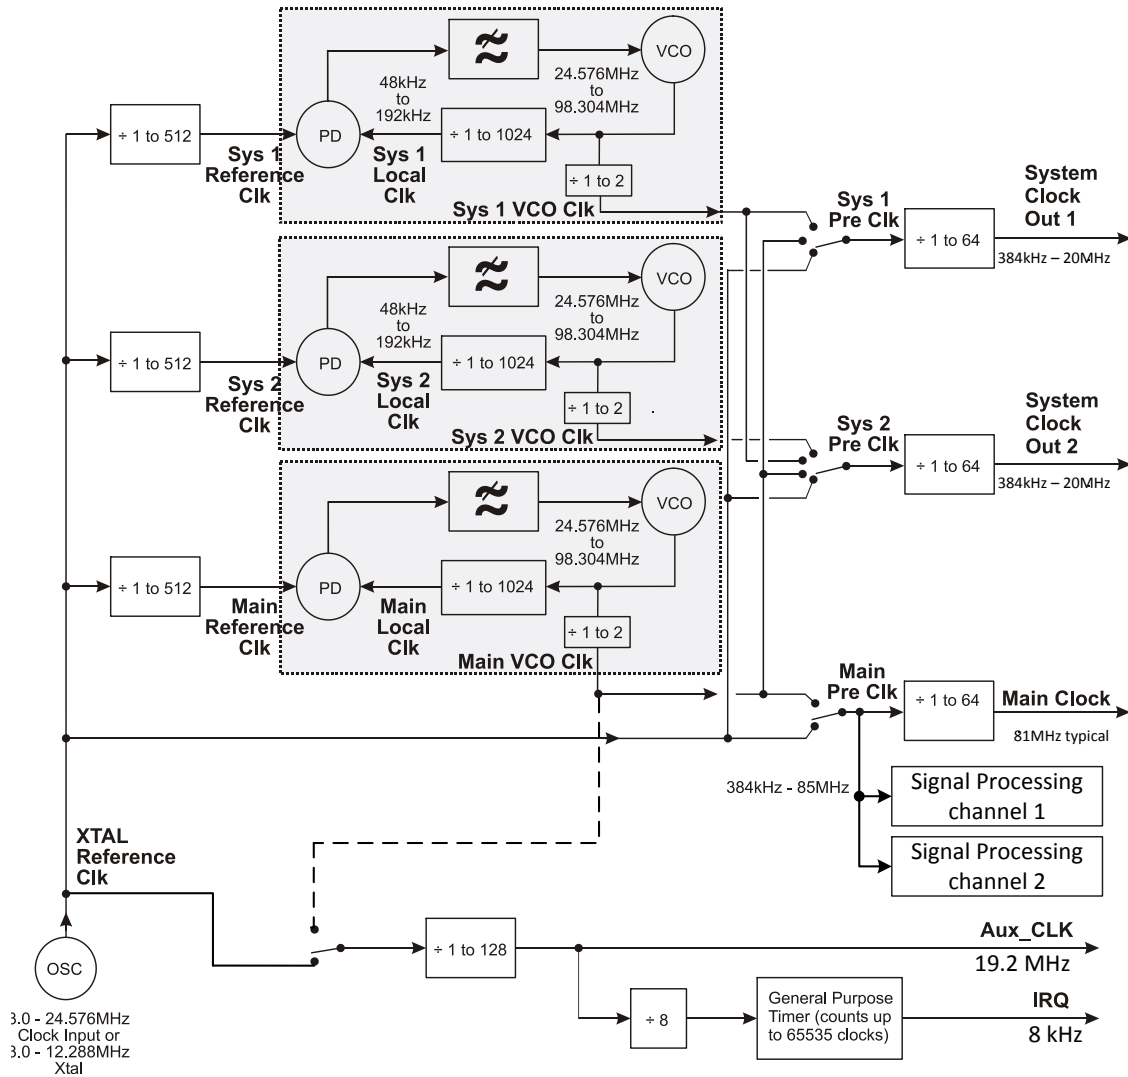 VCO
24.576MHz
to
98.304MHz
48kHz
to
192kHz
÷ 1 to 512
PD
÷ 1 to 1024
Sys 1
Reference
Clk
Sys 1
Local
Clk
÷ 1 to 2
Sys 1 VCO Clk
Sys 1
Pre Clk
÷ 1 to 64
System
Clock
Out 1
384kHz – 20MHz
VCO
24.576MHz
to
98.304MHz
48kHz
to
192kHz
÷ 1 to 512
PD
÷ 1 to 1024
Sys 2
Reference
Clk
Sys 2
Local
Clk
÷ 1 to 2
Sys 2 VCO Clk
Sys 2
Pre Clk
÷ 1 to 64
System
Clock
Out 2
384kHz – 20MHz
VCO
24.576MHz
to
98.304MHz
÷ 1 to 512
PD
÷ 1 to 1024
Main
Reference
Clk
Main
Local
Clk
÷ 1 to 2
Main VCO Clk
Main
Pre Clk
÷ 1 to 64
Main Clock
81MHz typical
384kHz - 85MHz
Signal Processing
channel 1
Signal Processing
channel 2
XTAL
Reference
Clk
OSC
.0 - 24.576MHz
Clock Input or
.0 - 12.288MHz
Xtal
÷ 1 to 128
Aux_CLK
19.2 MHz
÷ 8
General Purpose
Timer (counts up
to 65535 clocks)
IRQ
8 kHz